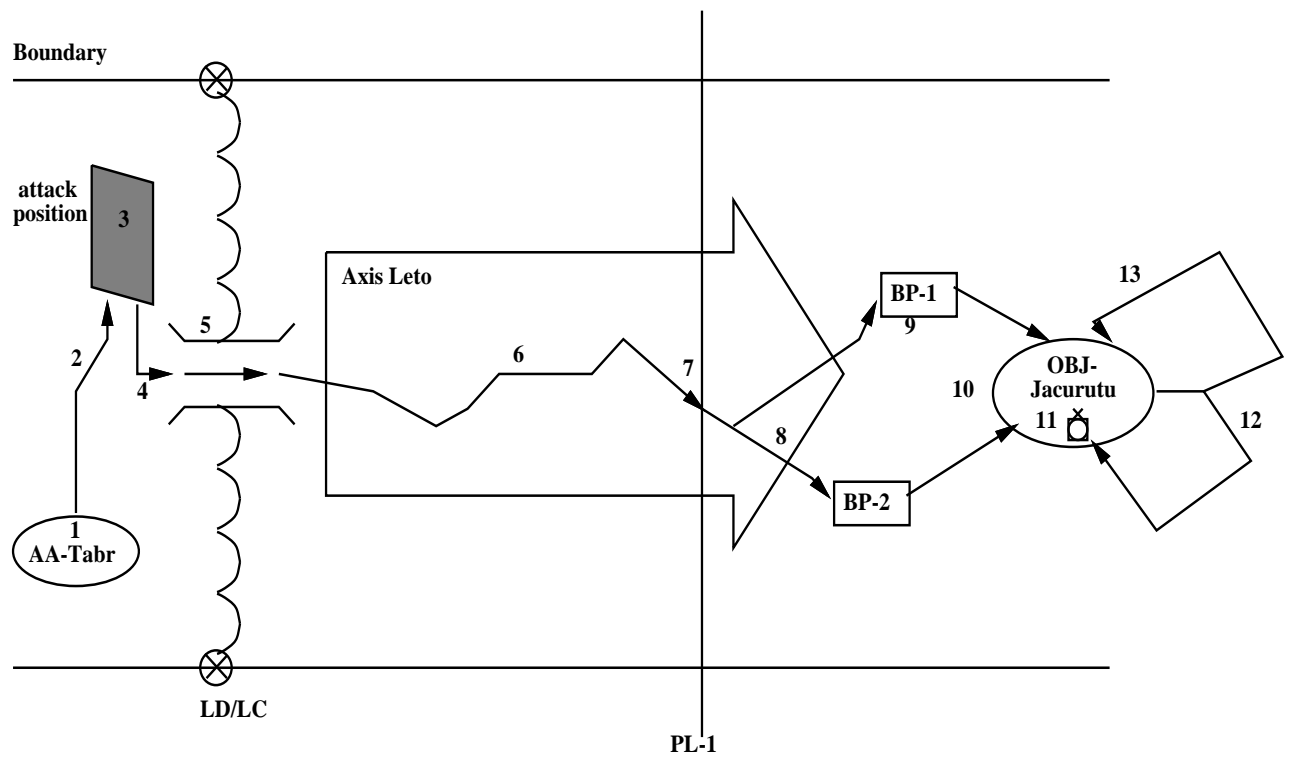 Boundary
attack
position
3
5
Axis Leto
2
4
6
7
8
BP-1
9
BP-2
10
OBJ-
Jacurutu
11
12
13
1
AA-Tabr
LD/LC
PL-1